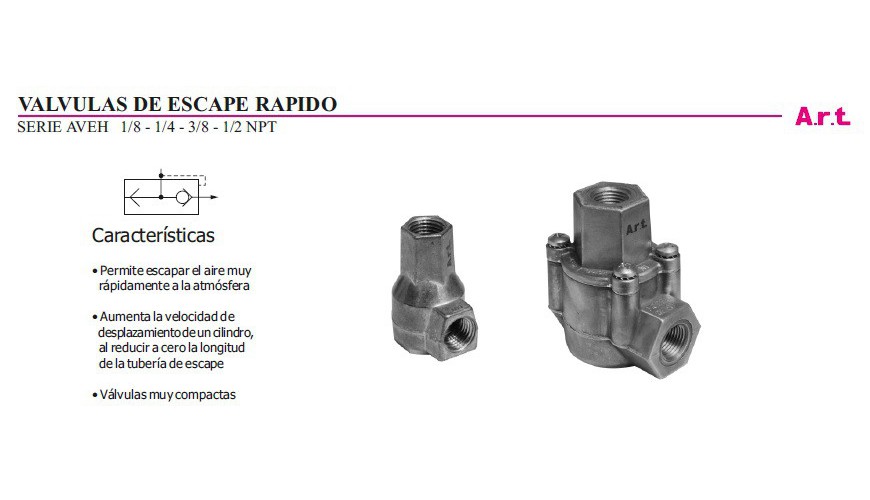 VALVULAS DE ESCAPE RAPIDO
A.r.t.
SERIE AVEH 1/8 - 1/4 - 3/8 - 1/2 NPT
Características
• Permite escapar el aire muy
rápidamente a la atmósfera
• Aumenta la velocidad de
desplazamiento de un cilindro,
al reducir a cero la longitud
de la tubería de escape
• Válvulas muy compactas
A.r.t.